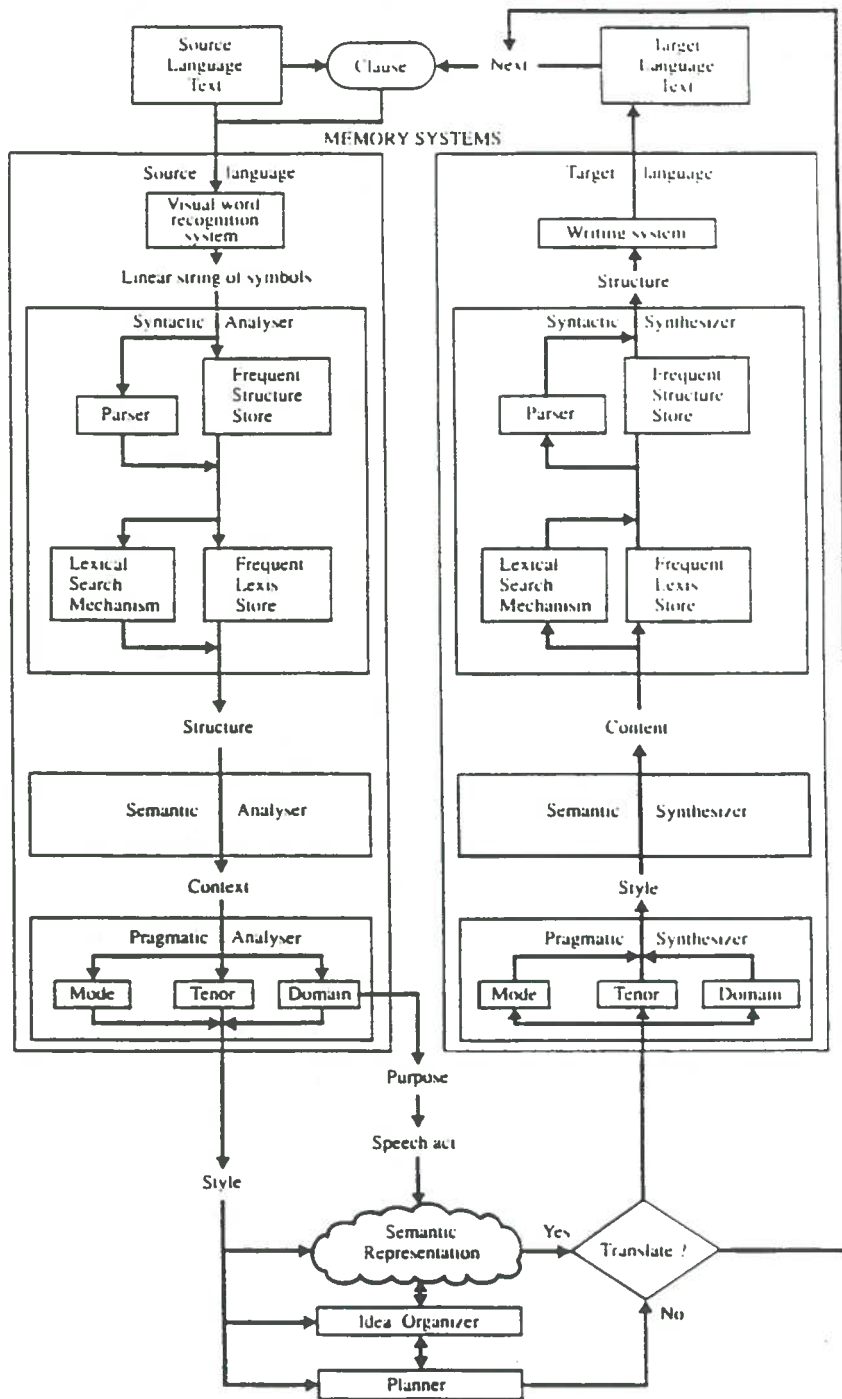 Source
Language
Text
Clause
Next
Target
Language
Text
MEMORY SYSTEMS
Source language
Visual word
recognition
system
Linear string of symbols
Syntactic Analyser
Parser
Frequent
Structure
Store
Lexical
Search
Mechanism
Frequent
Lexis
Store
Structure
Semantic Analyser
Context
Pragmatic Analyser
Mode
Tenor
Domain
Target language
Writing system
Structure
Syntactic Synthesizer
Parser
Frequent
Structure
Store
Lexical
Search
Mechanism
Frequent
Lexis
Store
Content
Semantic Synthesizer
Style
Pragmatic Synthesizer
Mode
Tenor
Domain
Purpose
Speech act
Style
Semantic
Representation
Yes
Translate ?
No
Idea Organizer
Planner